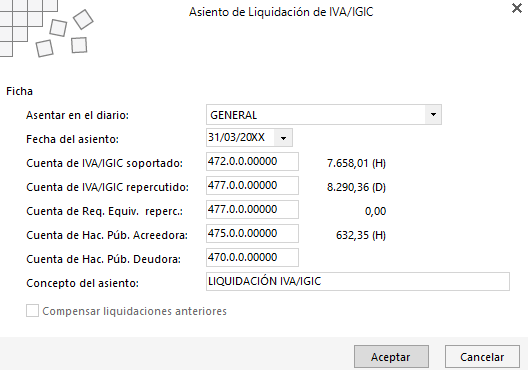 Asiento de Liquidación de IVA/IGIC
Ficha
Asentar en el diario: GENERAL
Fecha del asiento: 31/03/20XX
Cuenta de IVA/IGIC soportado: 472.0.0.00000 7.658,01 (H)
Cuenta de IVA/IGIC repercutido: 477.0.0.00000 8.290,36 (D)
Cuenta de Req. Equiv. reperc.: 477.0.0.00000 0,00
Cuenta de Hac. Púb. Acreedora: 475.0.0.00000 632,35 (H)
Cuenta de Hac. Púb. Deudora: 470.0.0.00000
Concepto del asiento: LIQUIDACIÓN IVA/IGIC
Compensar liquidaciones anteriores
Aceptar Cancelar